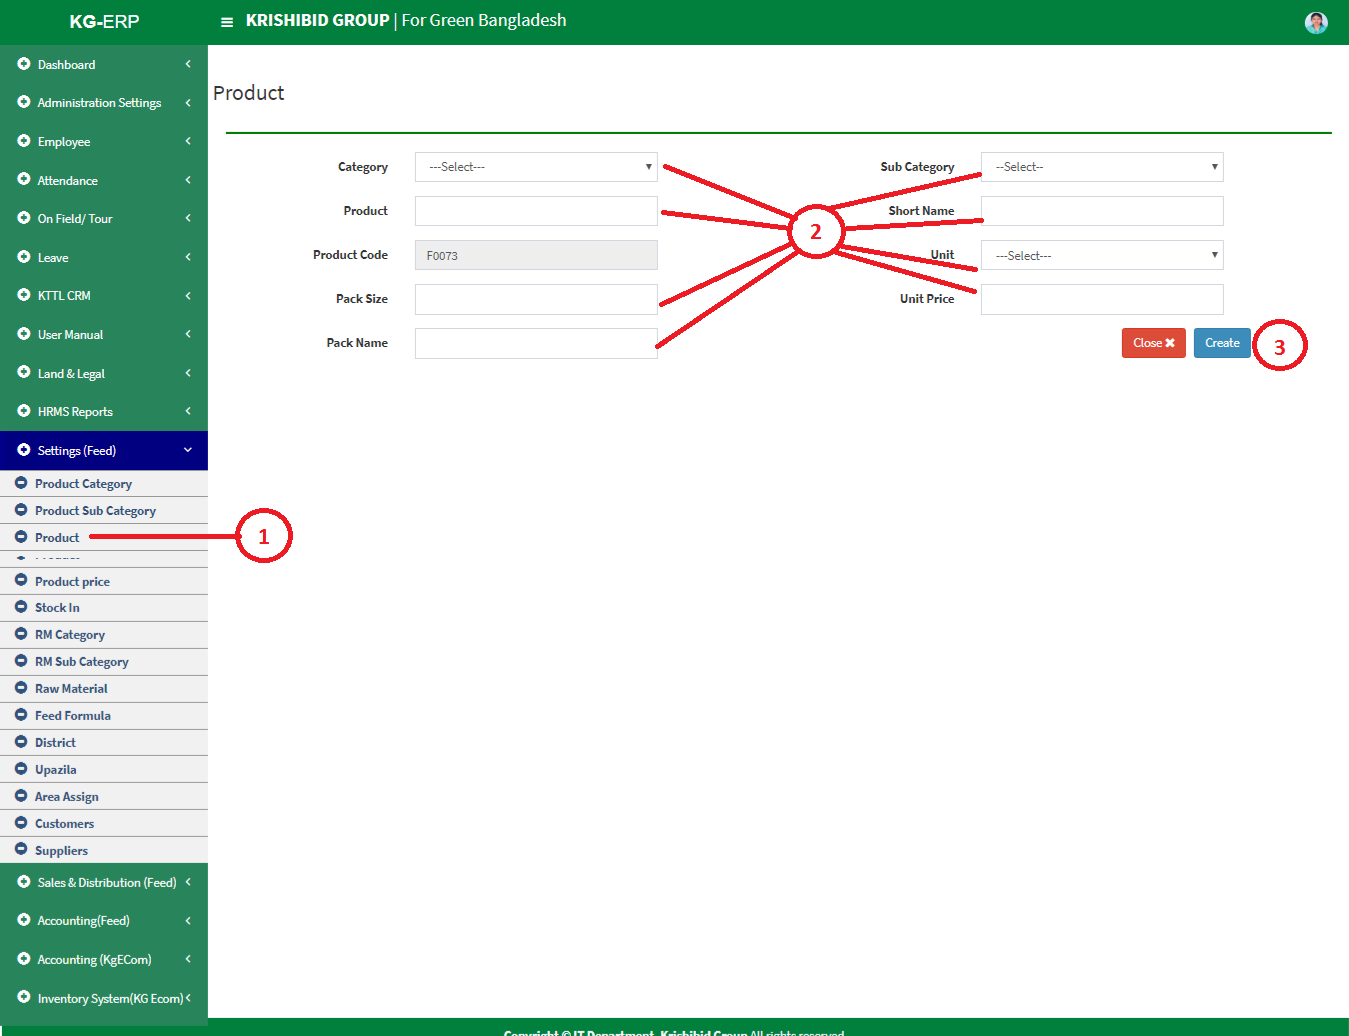 KG-ERP
KRISHIBID GROUP | For Green Bangladesh
Dashboard
Administration Settings
Employee
Attendance
On Field/ Tour
Leave
KTTL CRM
User Manual
Land & Legal
HRMS Reports
Settings (Feed)
Product Category
Product Sub Category
Product
Product price
Stock In
RM Category
RM Sub Category
Raw Material
Feed Formula
District
Upazila
Area Assign
Customers
Suppliers
Sales & Distribution (Feed)
Accounting(Feed)
Accounting (KgECom)
Inventory System(KG Ecom)
1
Product
Category ---Select---
Sub Category --Select--
Product
Short Name
2
Product Code F0073
Unit ---Select---
Pack Size
Unit Price
Pack Name
Close Create
3
Copyright © IT Department, Krishibid Group All rights reserved